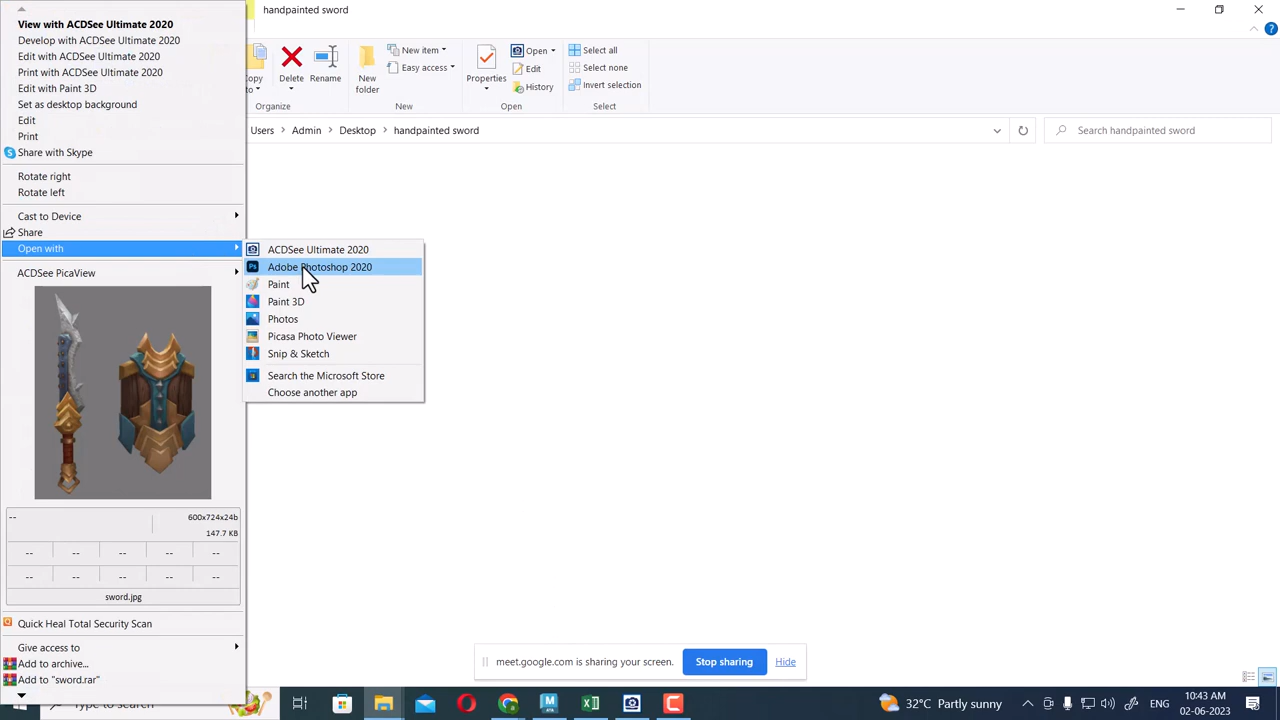 View with ACDSee Ultimate 2020
Develop with ACDSee Ultimate 2020
Edit with ACDSee Ultimate 2020
Print with ACDSee Ultimate 2020
Edit with Paint 3D
Set as desktop background
Edit
Print
Share with Skype
Rotate right
Rotate left
Cast to Device
Share
Open with
ACDSee PicaView
--
600x724x24b
147.7 KB
-- -- -- -- --
-- -- -- -- --
sword.jpg
Quick Heal Total Security Scan
Give access to
Add to archive...
Add to "sword.rar"
ACDSee Ultimate 2020
Adobe Photoshop 2020
Paint
Paint 3D
Photos
Picasa Photo Viewer
Snip & Sketch
Search the Microsoft Store
Choose another app
handpainted sword
Delete
Rename
Organize
New folder
New item
Easy access
New
Properties
Open
Edit
History
Open
Select all
Select none
Invert selection
Select
Users > Admin > Desktop > handpainted sword
Search handpainted sword
meet.google.com is sharing your screen.
Stop sharing
Hide
32°C Partly sunny
ENG
10:43 AM
02-06-2023